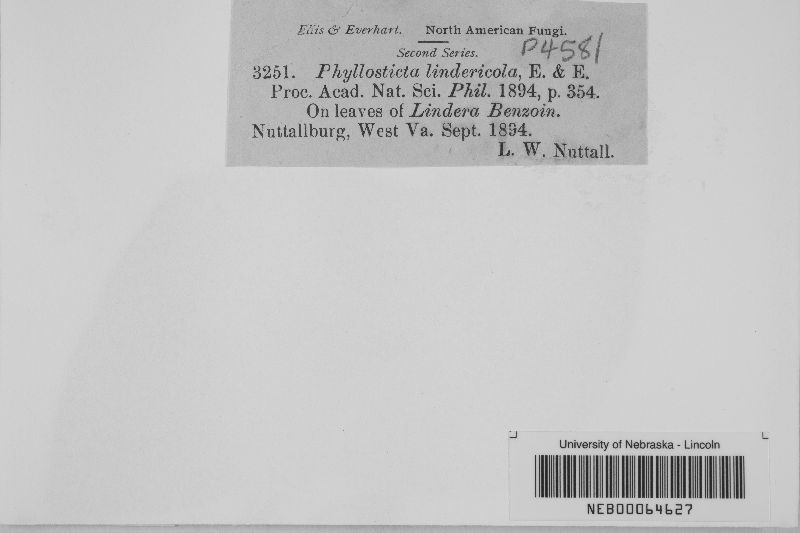 Ellis & Everhart. North American Fungi.
Second Series.
P4581
3251. Phyllosticta lindericola, E. & E.
Proc. Acad. Nat. Sci. Phil. 1894, p. 354.
On leaves of Lindera Benzoin.
Nuttallburg, West Va. Sept. 1894.
L. W. Nuttall.
University of Nebraska - Lincoln
NEB00064627